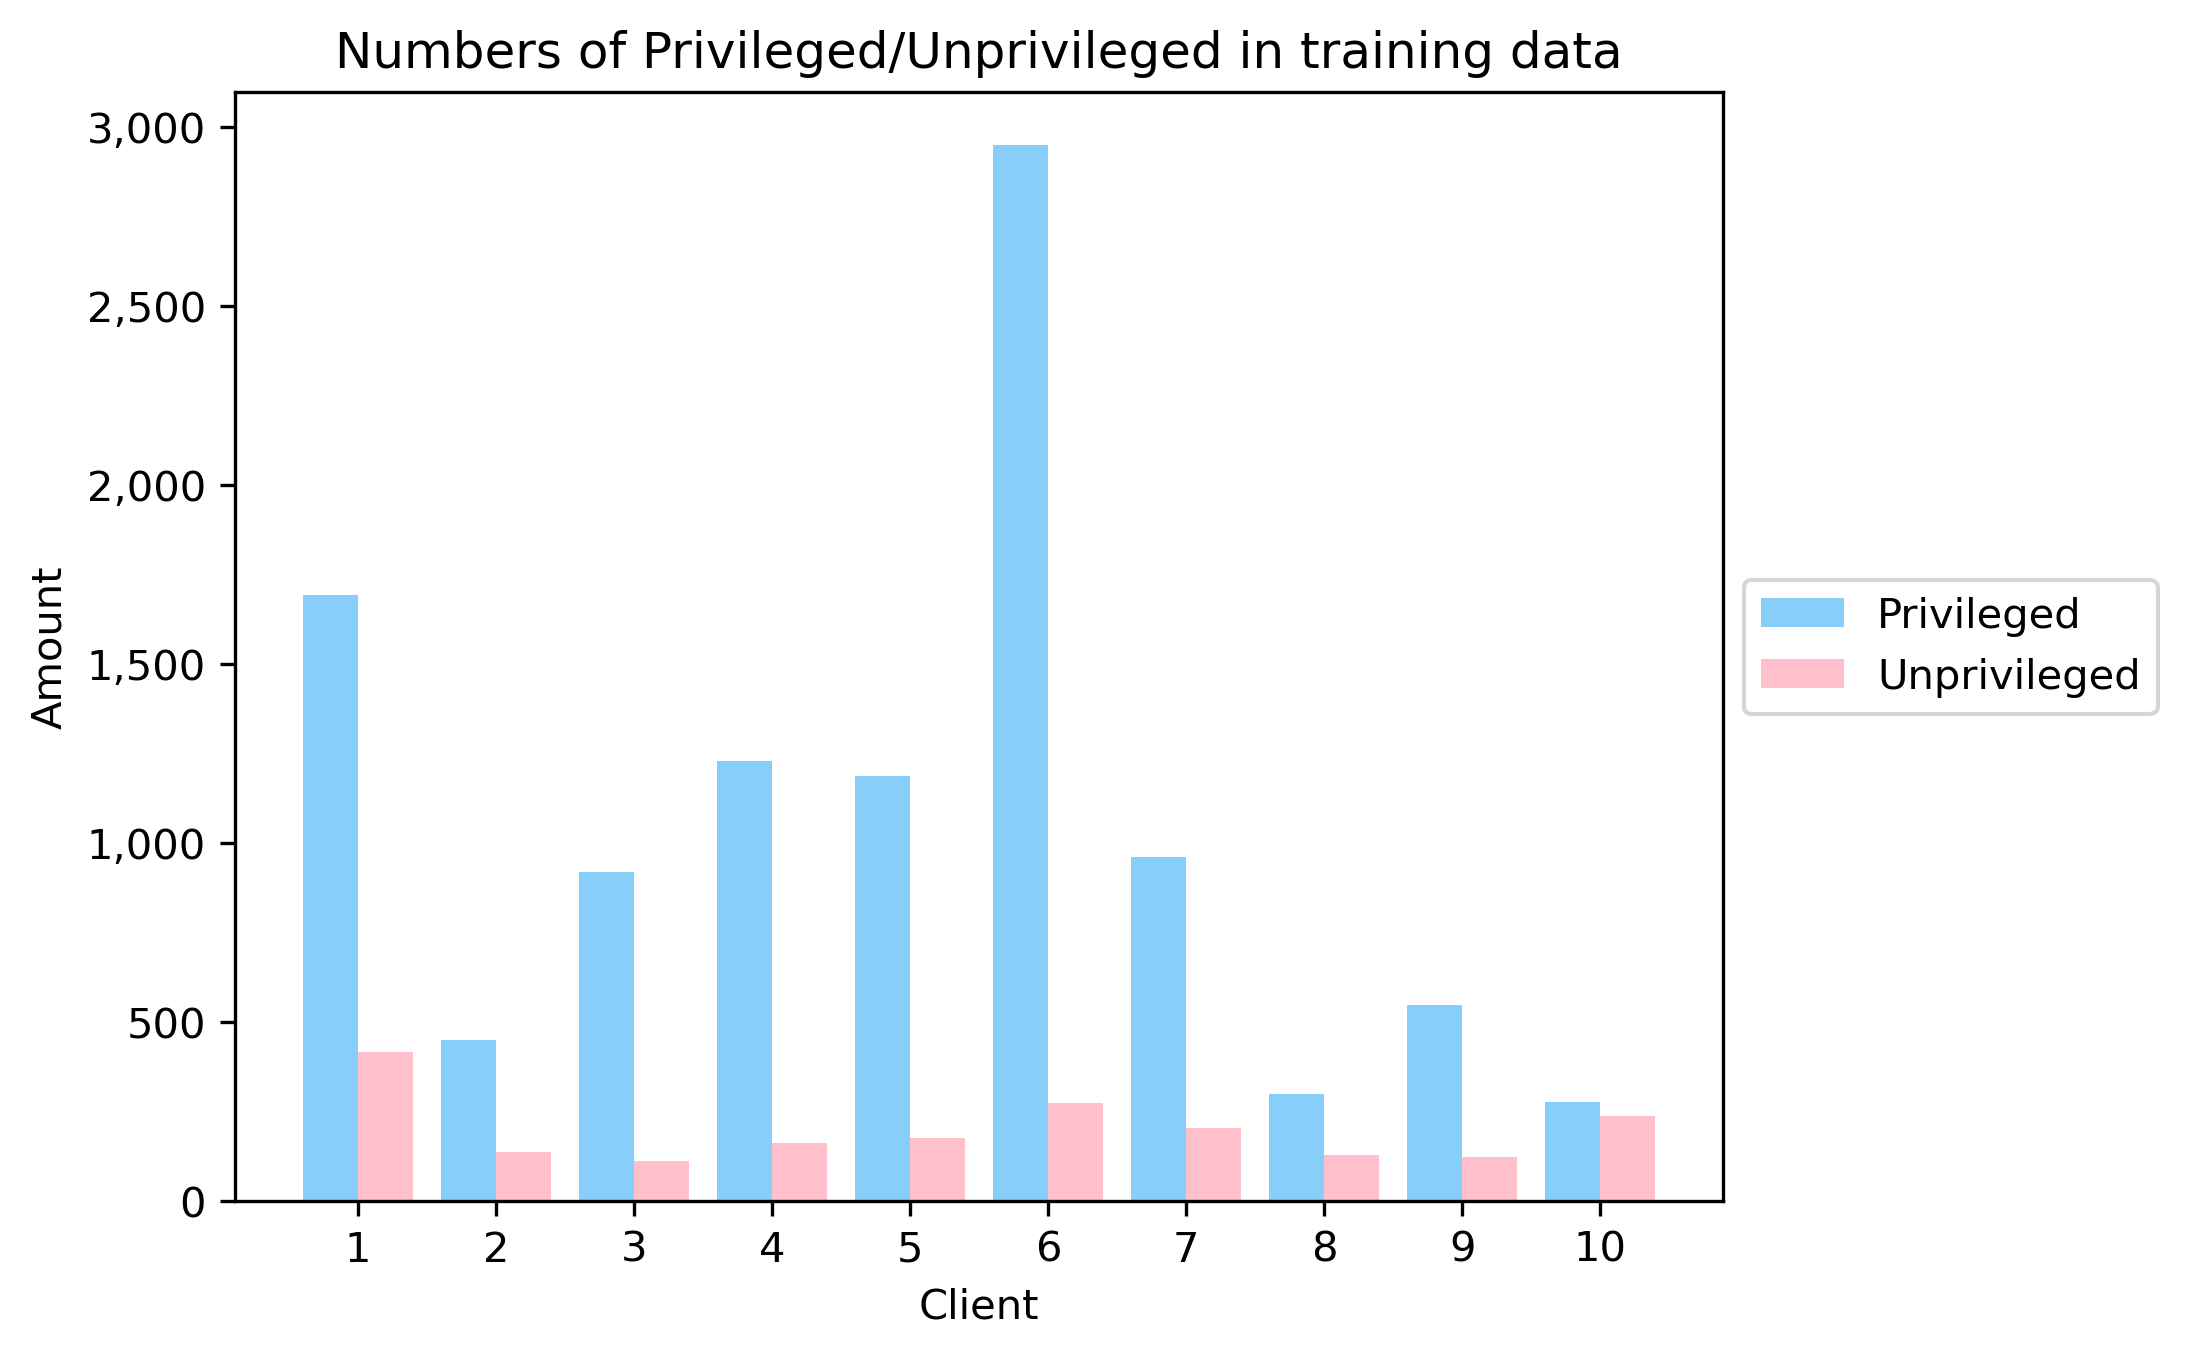 Numbers of Privileged/Unprivileged in training data
3,000
2,500
2,000
1,500
1,000
500
0
Amount
1 2 3 4 5 6 7 8 9 10
Client
Privileged
Unprivileged